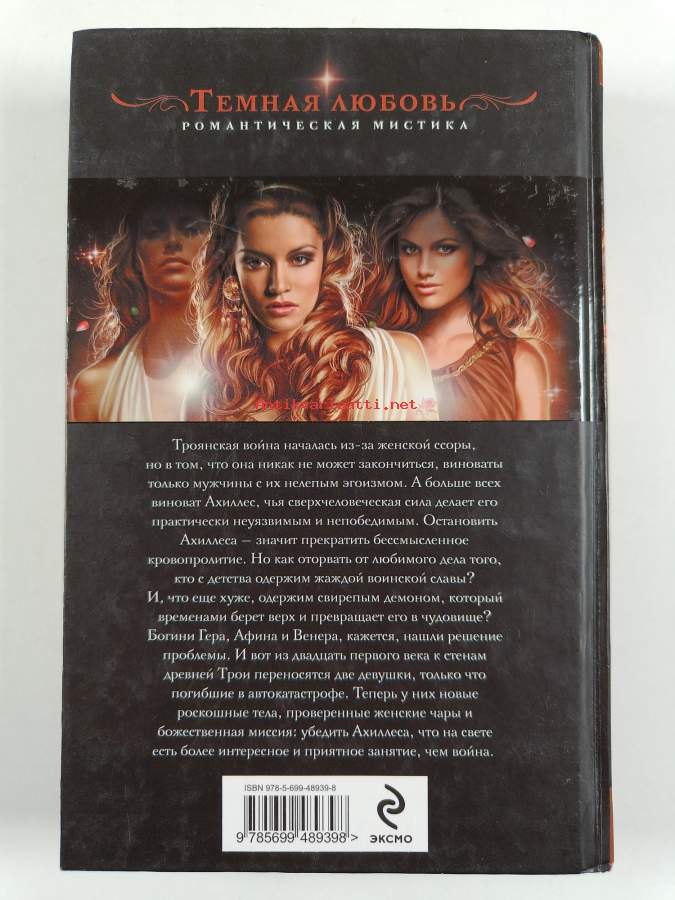 ТЕМНАЯ ЛЮБОВЬ
РОМАНТИЧЕСКАЯ МИСТИКА
Antikvariaatti.net
Троянская война началась из-за женской ссоры,
но в том, что она никак не может закончиться, виноваты
только мужчины с их нелепым эгоизмом. А больше всех
виноват Ахиллес, чья сверхчеловеческая сила делает его
практически неуязвимым и непобедимым. Остановить
Ахиллеса – значит прекратить бессмысленное
кровопролитие. Но как оторвать от любимого дела того,
кто с детства одержим жаждой воинской славы?
И, что еще хуже, одержим свирепым демоном, который
временами берет верх и превращает его в чудовище?
Богини Гера, Афина и Венера, кажется, нашли решение
проблемы. И вот из двадцать первого века к стенам
древней Трои переносятся две девушки, только что
погибшие в автокатастрофе. Теперь у них новые
роскошные тела, проверенные женские чары и
божественная миссия: убедить Ахиллеса, что на свете
есть более интересное и приятное занятие, чем война.
ISBN 978-5-699-48939-8
9 785699 489398 >
ЭКСМО